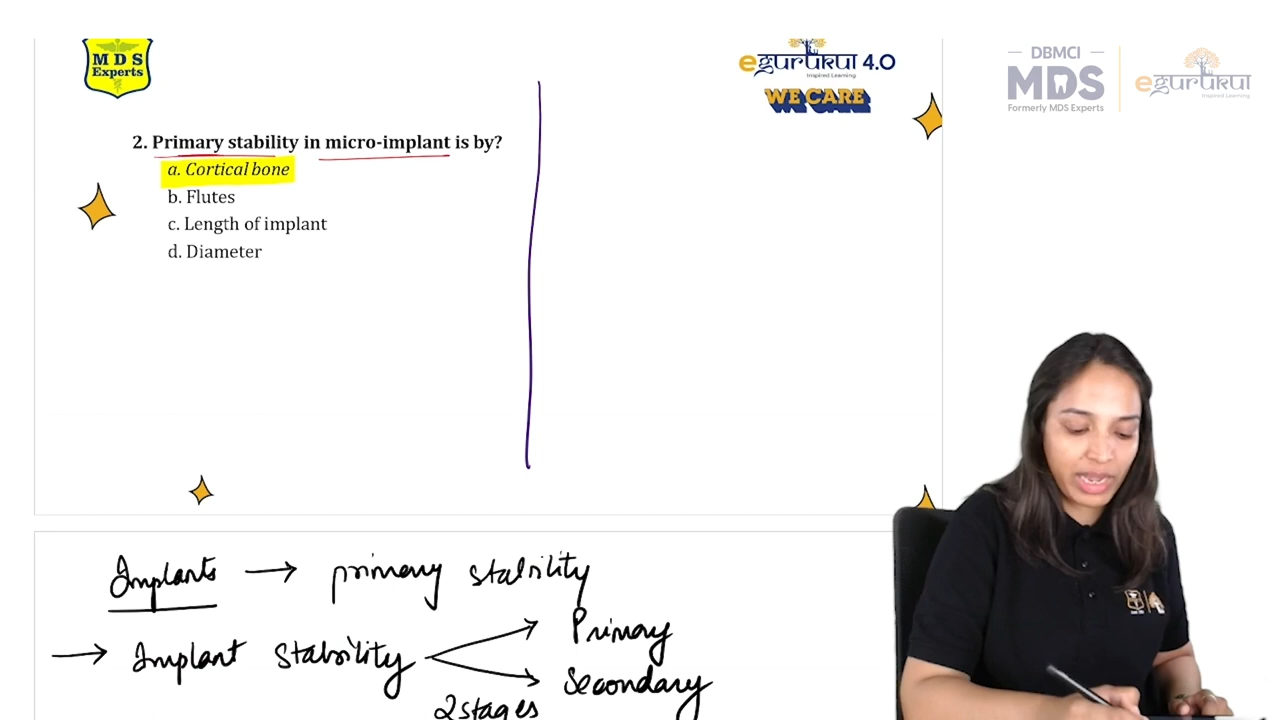 MDS
Experts
egurukul 4.0
Inspired Learning
WE CARE
DBMCI
MDS
Formerly MDS Experts
egurukul
Inspired Learning
2. Primary stability in micro-implant is by?
a. Cortical bone
b. Flutes
c. Length of implant
d. Diameter
Implants → primary stability
→ Implant stability
Primary
Secondary
2 stages